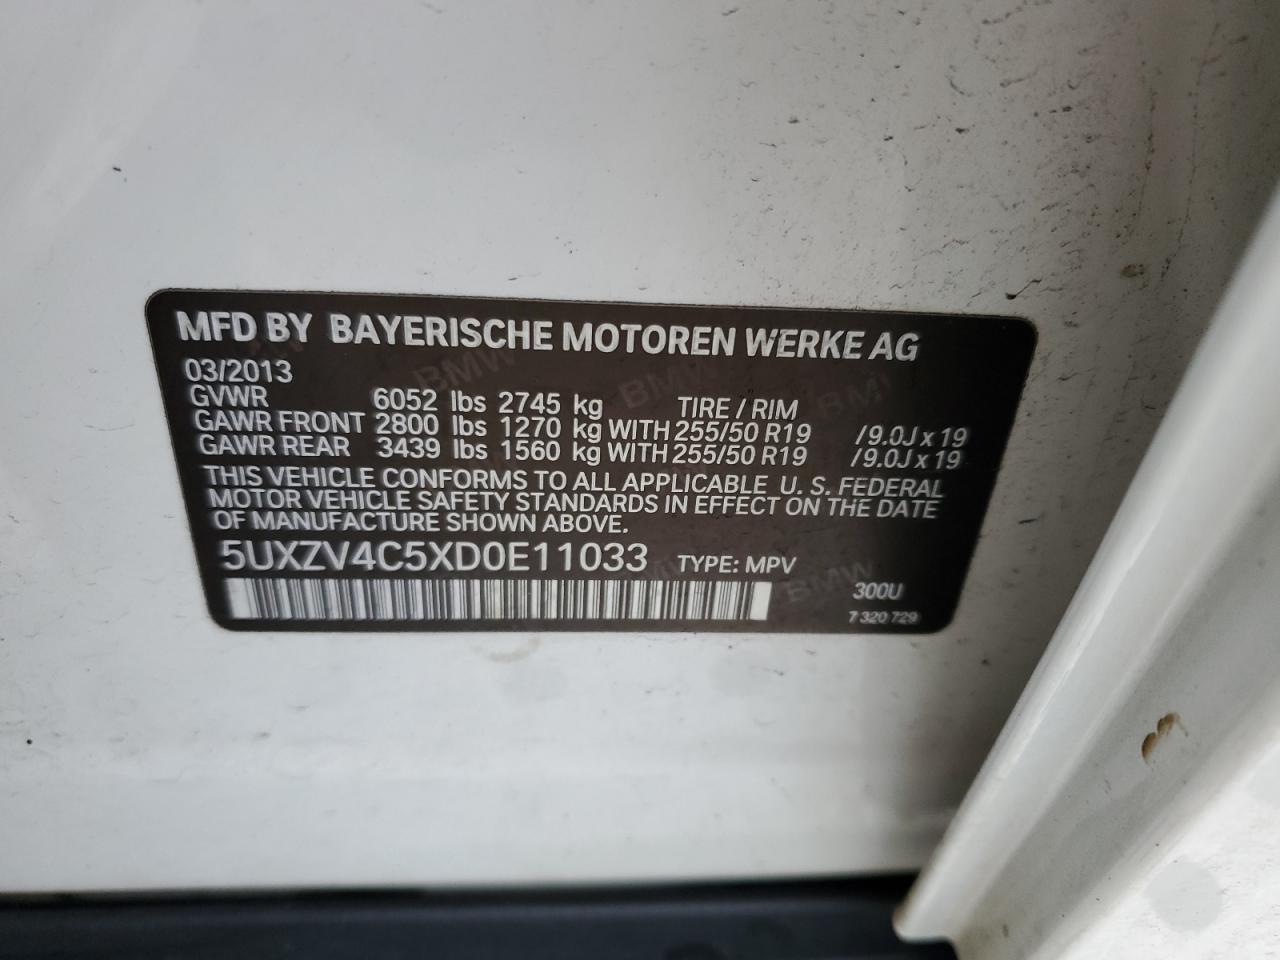 MFD BY BAYERISCHE MOTOREN WERKE AG
03/2013
GVWR 6052 lbs 2745 kg TIRE / RIM
GAWR FRONT 2800 lbs 1270 kg WITH 255/50 R19 /9.0J x 19
GAWR REAR 3439 lbs 1560 kg WITH 255/50 R19 /9.0J x 19
THIS VEHICLE CONFORMS TO ALL APPLICABLE U. S. FEDERAL
MOTOR VEHICLE SAFETY STANDARDS IN EFFECT ON THE DATE
OF MANUFACTURE SHOWN ABOVE.
5UXZV4C5XD0E11033 TYPE: MPV
300U
7 320 729